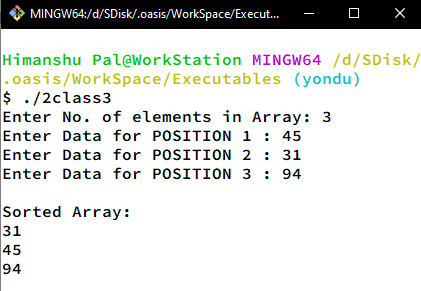 MINGW64:/d/SDisk/.oasis/WorkSpace/Execut...
Himanshu Pal@WorkStation MINGW64 /d/SDisk/
.oasis/WorkSpace/Executables (yondu)
$ ./2class3
Enter No. of elements in Array: 3
Enter Data for POSITION 1 : 45
Enter Data for POSITION 2 : 31
Enter Data for POSITION 3 : 94
Sorted Array:
31
45
94